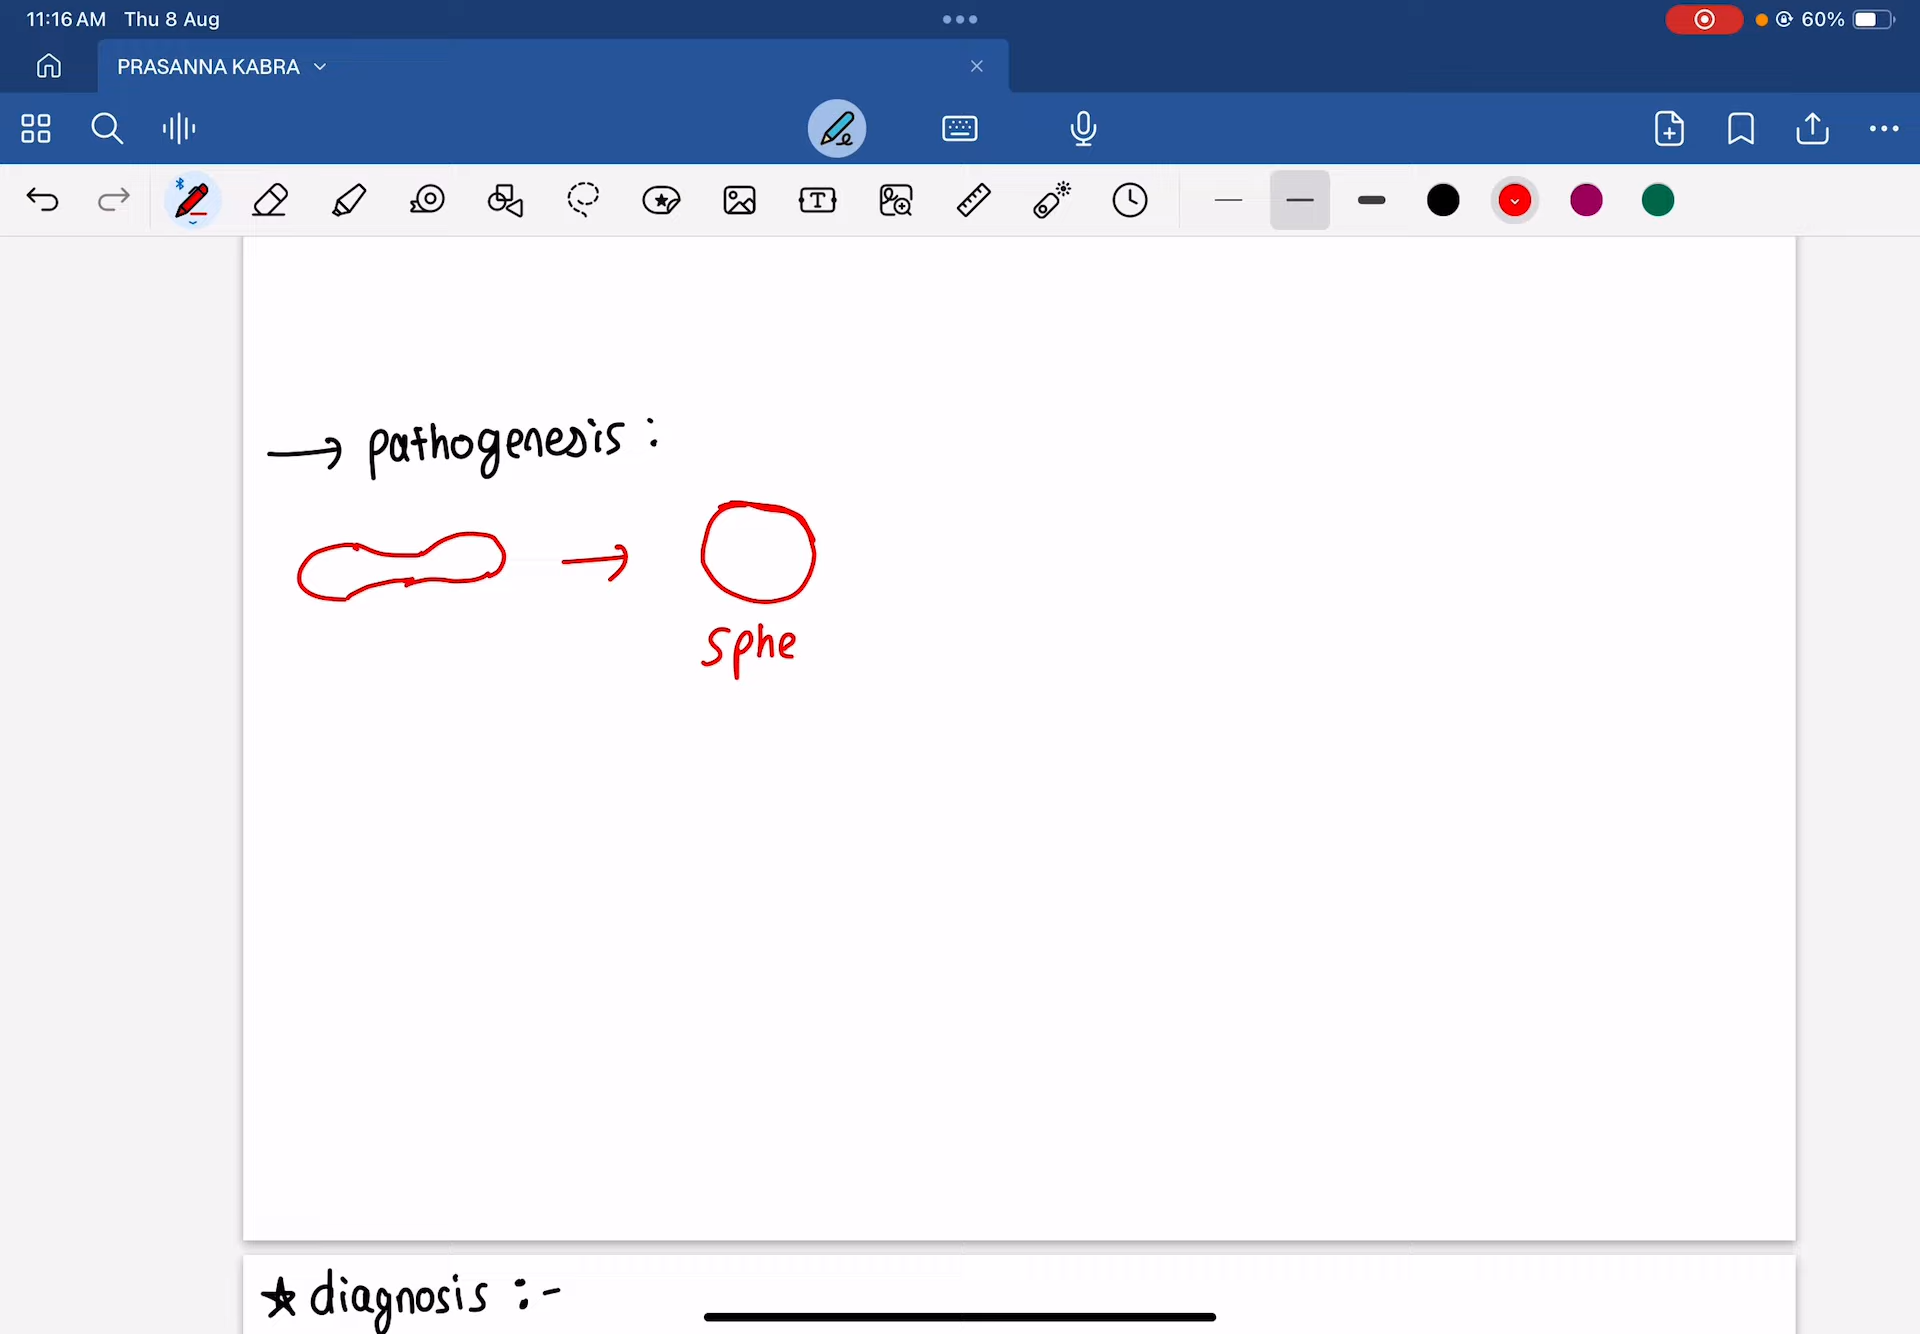 11:16 AM Thu 8 Aug
60%
PRASANNA KABRA
→ pathogenesis :
→
sphe
★ diagnosis :-